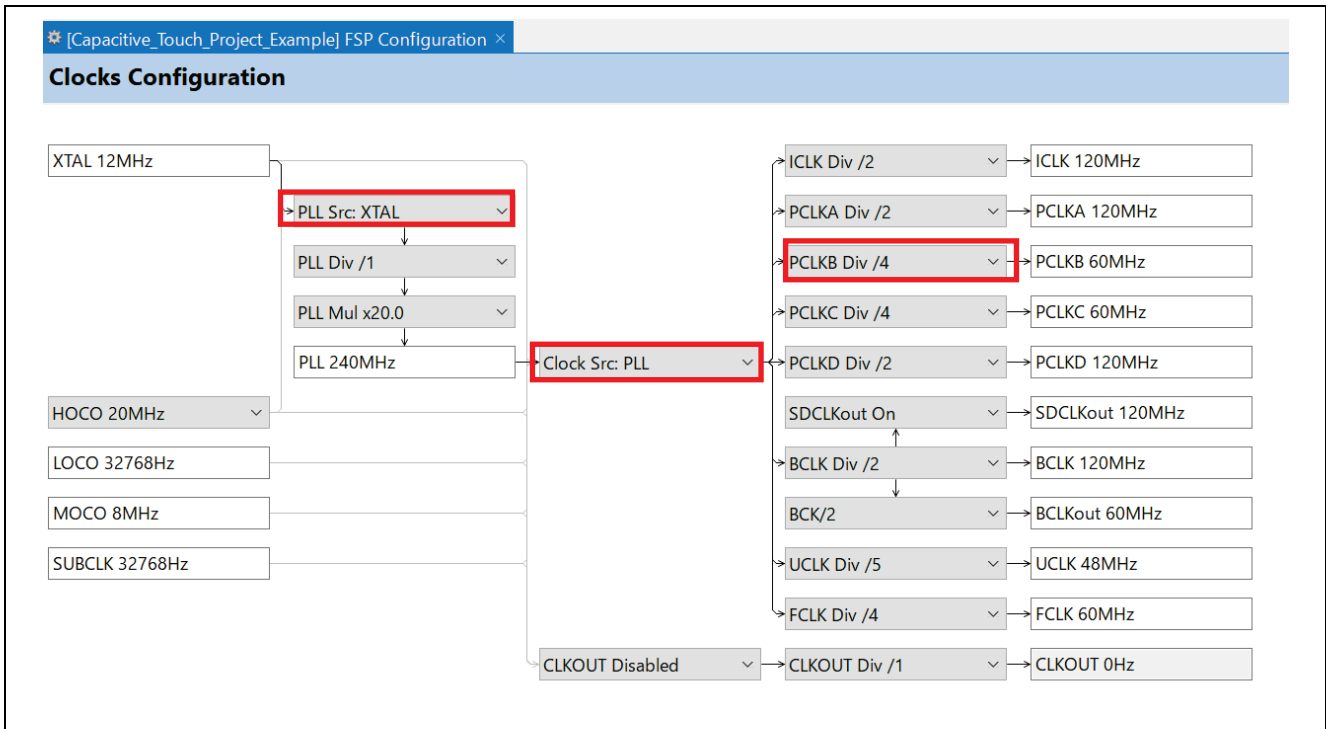 [Capacitive_Touch_Project_Example] FSP Configuration ×
Clocks Configuration
XTAL 12MHz
ICLK Div /2
ICLK 120MHz
PLL Src: XTAL
PCLKA Div /2
PCLKA 120MHz
PLL Div /1
PCLKB Div /4
PCLKB 60MHz
PLL Mul x20.0
PCLKC Div /4
PCLKC 60MHz
PLL 240MHz
Clock Src: PLL
PCLKD Div /2
PCLKD 120MHz
HOCO 20MHz
SDCLKout On
SDCLKout 120MHz
LOCO 32768Hz
BCLK Div /2
BCLK 120MHz
MOCO 8MHz
BCK/2
BCLKout 60MHz
SUBCLK 32768Hz
UCLK Div /5
UCLK 48MHz
FCLK Div /4
FCLK 60MHz
CLKOUT Disabled
CLKOUT Div /1
CLKOUT 0Hz